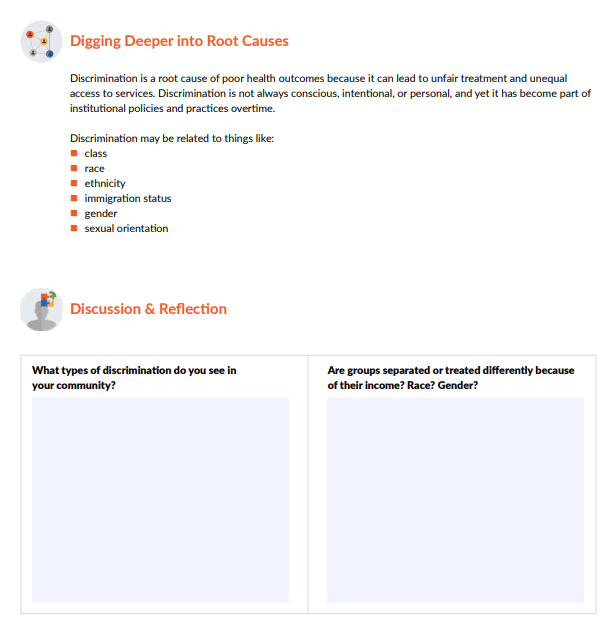 Digging Deeper into Root Causes
Discrimination is a root cause of poor health outcomes because it can lead to unfair treatment and unequal
access to services. Discrimination is not always conscious, intentional, or personal, and yet it has become part of
institutional policies and practices overtime.
Discrimination may be related to things like:
class
race
ethnicity
immigration status
gender
sexual orientation
Discussion & Reflection
What types of discrimination do you see in
your community?
Are groups separated or treated differently because
of their income? Race? Gender?